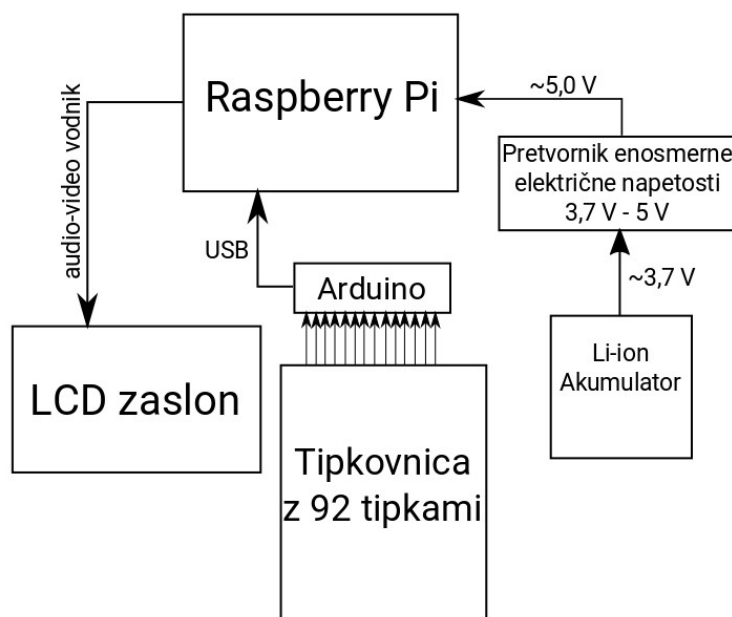 Raspberry Pi
~5,0 V
audio-video vodnik
Pretvornik enosmerne
električne napetosti
3,7 V - 5 V
USB
Arduino
~3,7 V
LCD zaslon
Li-ion
Akumulator
Tipkovnica
z 92 tipkami